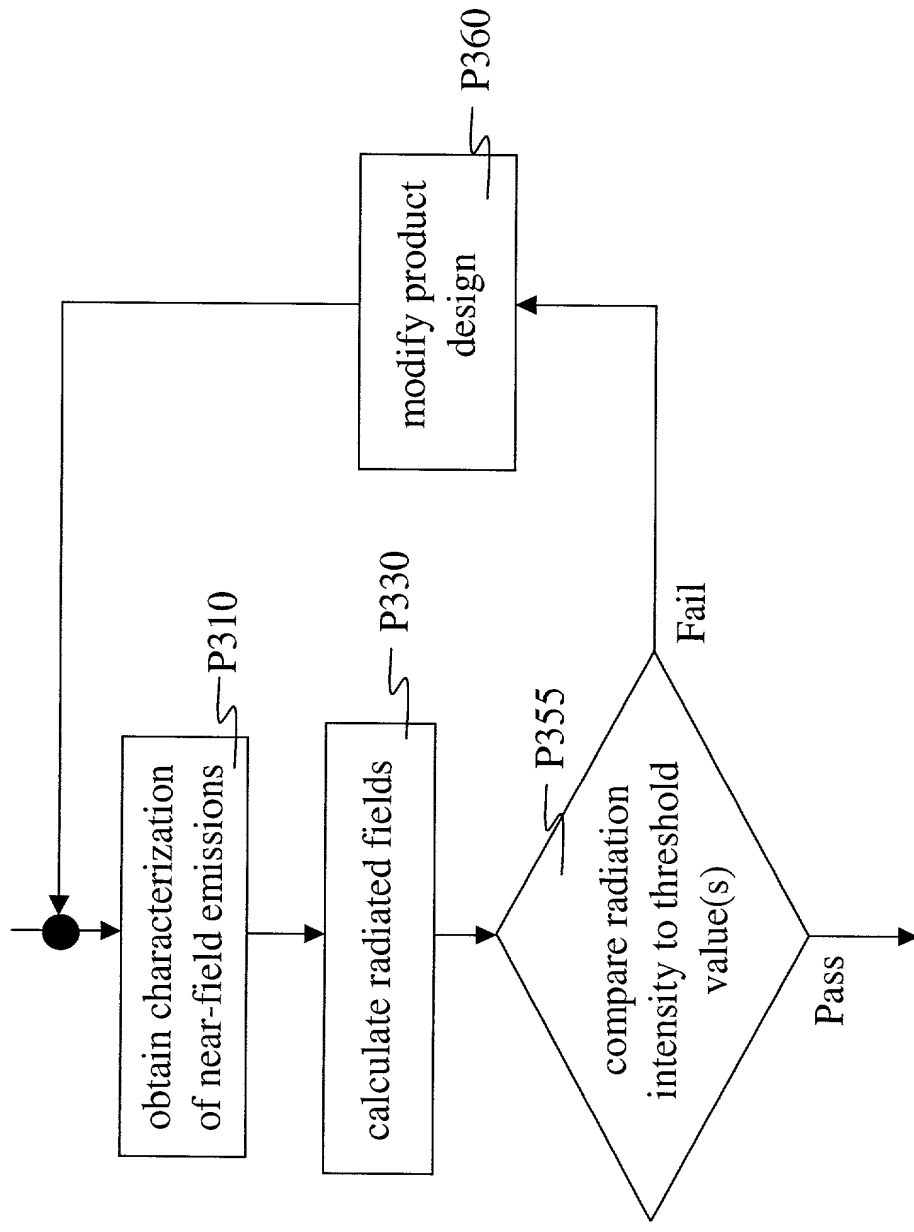 obtain characterization
of near-field emissions
P310
calculate radiated fields
P330
compare radiation
intensity to threshold
value(s)
P355
Pass
Fail
modify product
design
P360